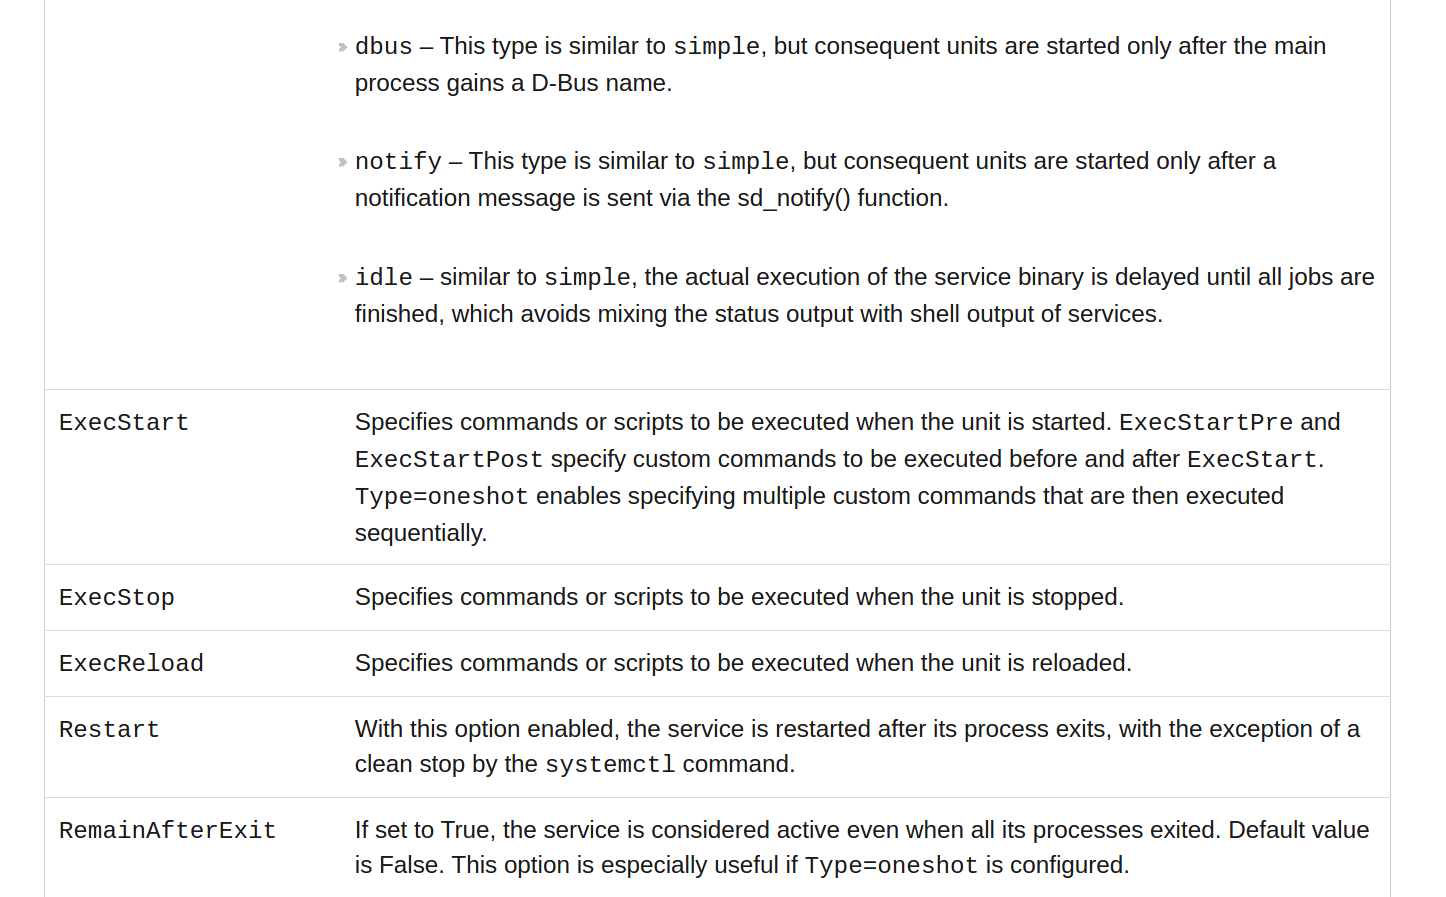 dbus – This type is similar to simple, but consequent units are started only after the main
process gains a D-Bus name.
notify – This type is similar to simple, but consequent units are started only after a
notification message is sent via the sd_notify() function.
idle – similar to simple, the actual execution of the service binary is delayed until all jobs are
finished, which avoids mixing the status output with shell output of services.
ExecStart
Specifies commands or scripts to be executed when the unit is started. ExecStartPre and
ExecStartPost specify custom commands to be executed before and after ExecStart.
Type=oneshot enables specifying multiple custom commands that are then executed
sequentially.
ExecStop
Specifies commands or scripts to be executed when the unit is stopped.
ExecReload
Specifies commands or scripts to be executed when the unit is reloaded.
Restart
With this option enabled, the service is restarted after its process exits, with the exception of a
clean stop by the systemctl command.
RemainAfterExit
If set to True, the service is considered active even when all its processes exited. Default value
is False. This option is especially useful if Type=oneshot is configured.